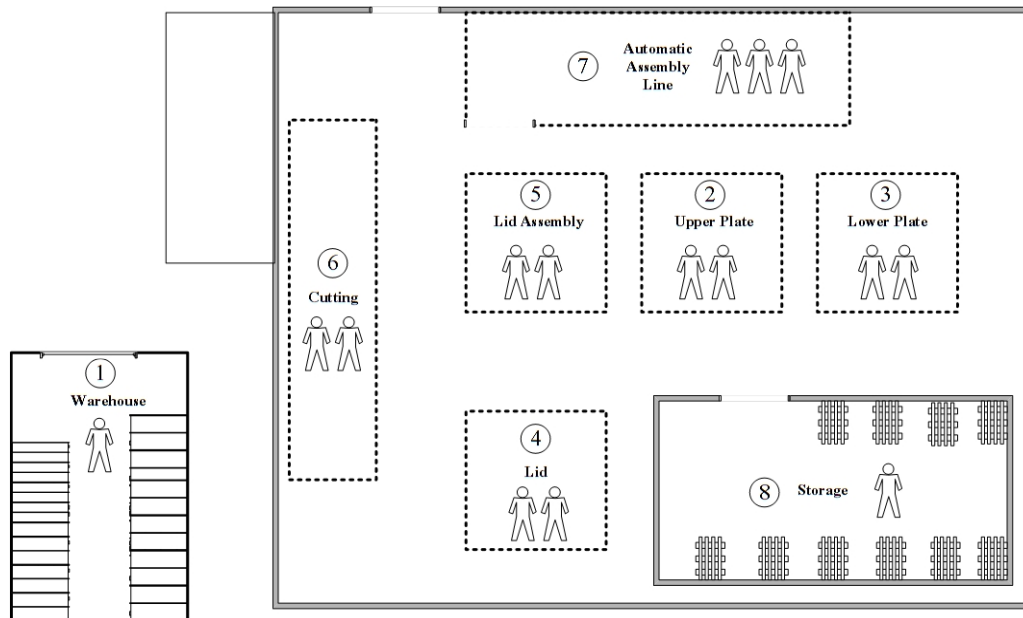 7
Automatic
Assembly
Line
5
Lid Assembly
2
Upper Plate
3
Lower Plate
6
Cutting
1
Warehouse
4
Lid
8
Storage